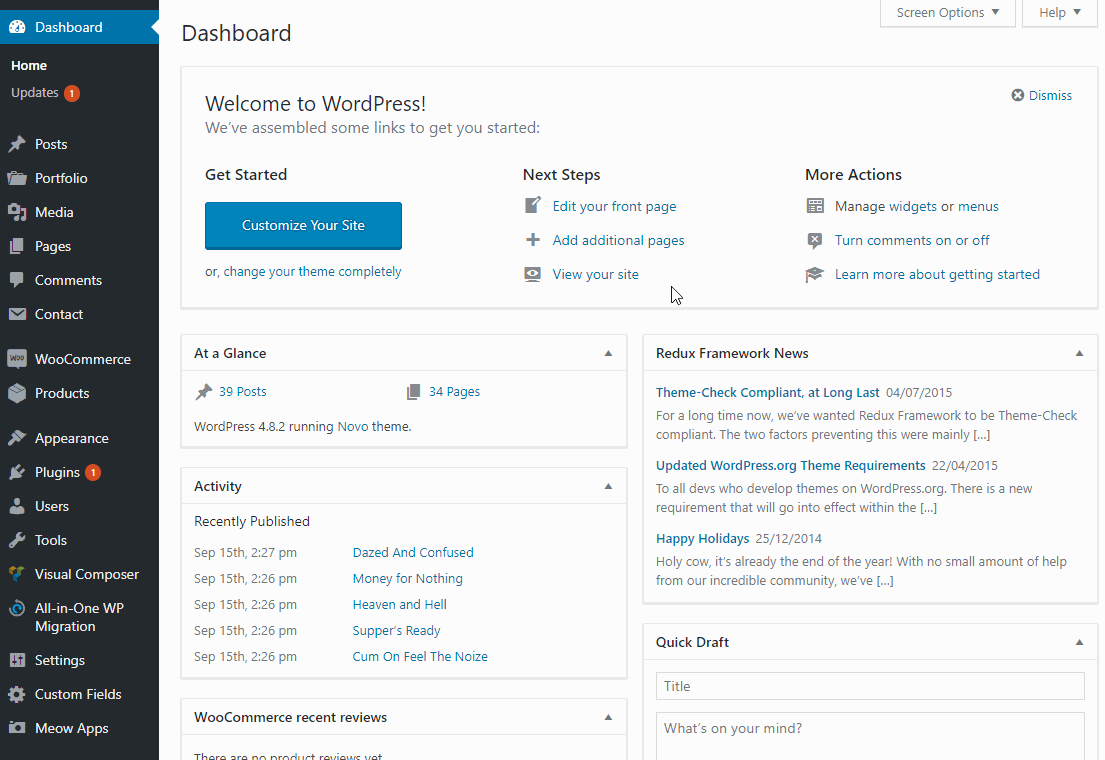 Dashboard
Home
Updates 1
Posts
Portfolio
Media
Pages
Comments
Contact
WOO WooCommerce
Products
Appearance
Plugins 1
Users
Tools
Visual Composer
All-in-One WP
Migration
Settings
Custom Fields
Meow Apps
Screen Options ▼
Help ▼
Dashboard
Welcome to WordPress!
We've assembled some links to get you started:
Dismiss
Get Started
Customize Your Site
or, change your theme completely
Next Steps
Edit your front page
Add additional pages
View your site
More Actions
Manage widgets or menus
Turn comments on or off
Learn more about getting started
At a Glance
39 Posts
34 Pages
WordPress 4.8.2 running Novo theme.
Activity
Recently Published
Sep 15th, 2:27 pm Dazed And Confused
Sep 15th, 2:26 pm Money for Nothing
Sep 15th, 2:26 pm Heaven and Hell
Sep 15th, 2:26 pm Supper's Ready
Sep 15th, 2:26 pm Cum On Feel The Noize
WooCommerce recent reviews
There are no product reviews yet.
Redux Framework News
Theme-Check Compliant, at Long Last 04/07/2015
For a long time now, we've wanted Redux Framework to be Theme-Check
compliant. The two factors preventing this were mainly [...]
Updated WordPress.org Theme Requirements 22/04/2015
To all devs who develop themes on WordPress.org. There is a new
requirement that will go into effect within the [...]
Happy Holidays 25/12/2014
Holy cow, it's already the end of the year! With no small amount of help
from our incredible community, we've [...]
Quick Draft
Title
What's on your mind?